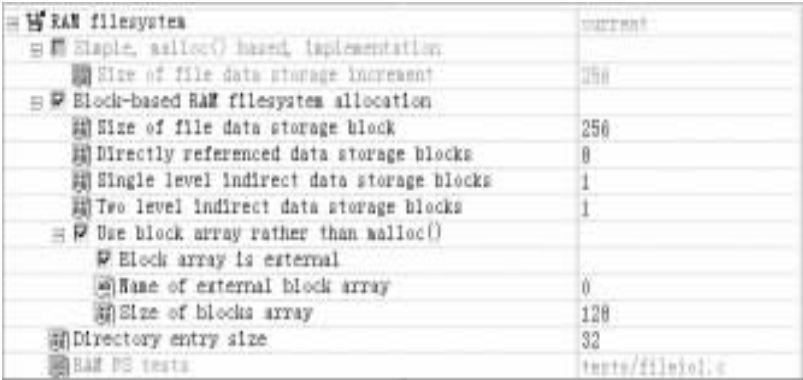 RAM filesystem current
Simple, malloc() based, implementation
Size of file data storage increment 256
Block-based RAM filesystem allocation
Size of file data storage block 256
Directly referenced data storage blocks 8
Single level indirect data storage blocks 1
Two level indirect data storage blocks 1
Use block array rather than malloc()
Block array is external
Name of external block array 0
Size of blocks array 128
Directory entry size 32
RAM FS tests tests/fileio1.c